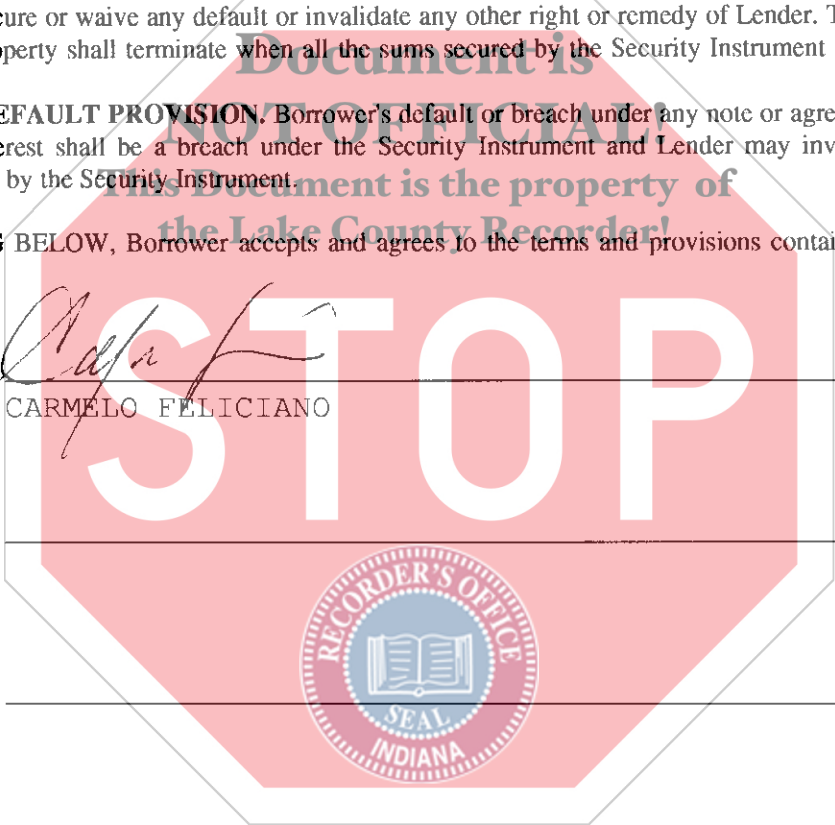 cure or waive any default or invalidate any other right or remedy of Lender. T
operty shall terminate when all the sums secured by the Security Instrument
Document is
EFAULT PROVISION. Borrower's default or breach under any note or agre
NOT OFFICIAL!
erest shall be a breach under the Security Instrument and Lender may inv
by the Security Instrument.
This Document is the property of
the Lake County Recorder!
BELOW, Borrower accepts and agrees to the terms and provisions contai
STOP
CARMELO FELICIANO
RECORDER'S OFFICE
SEAL
INDIANA